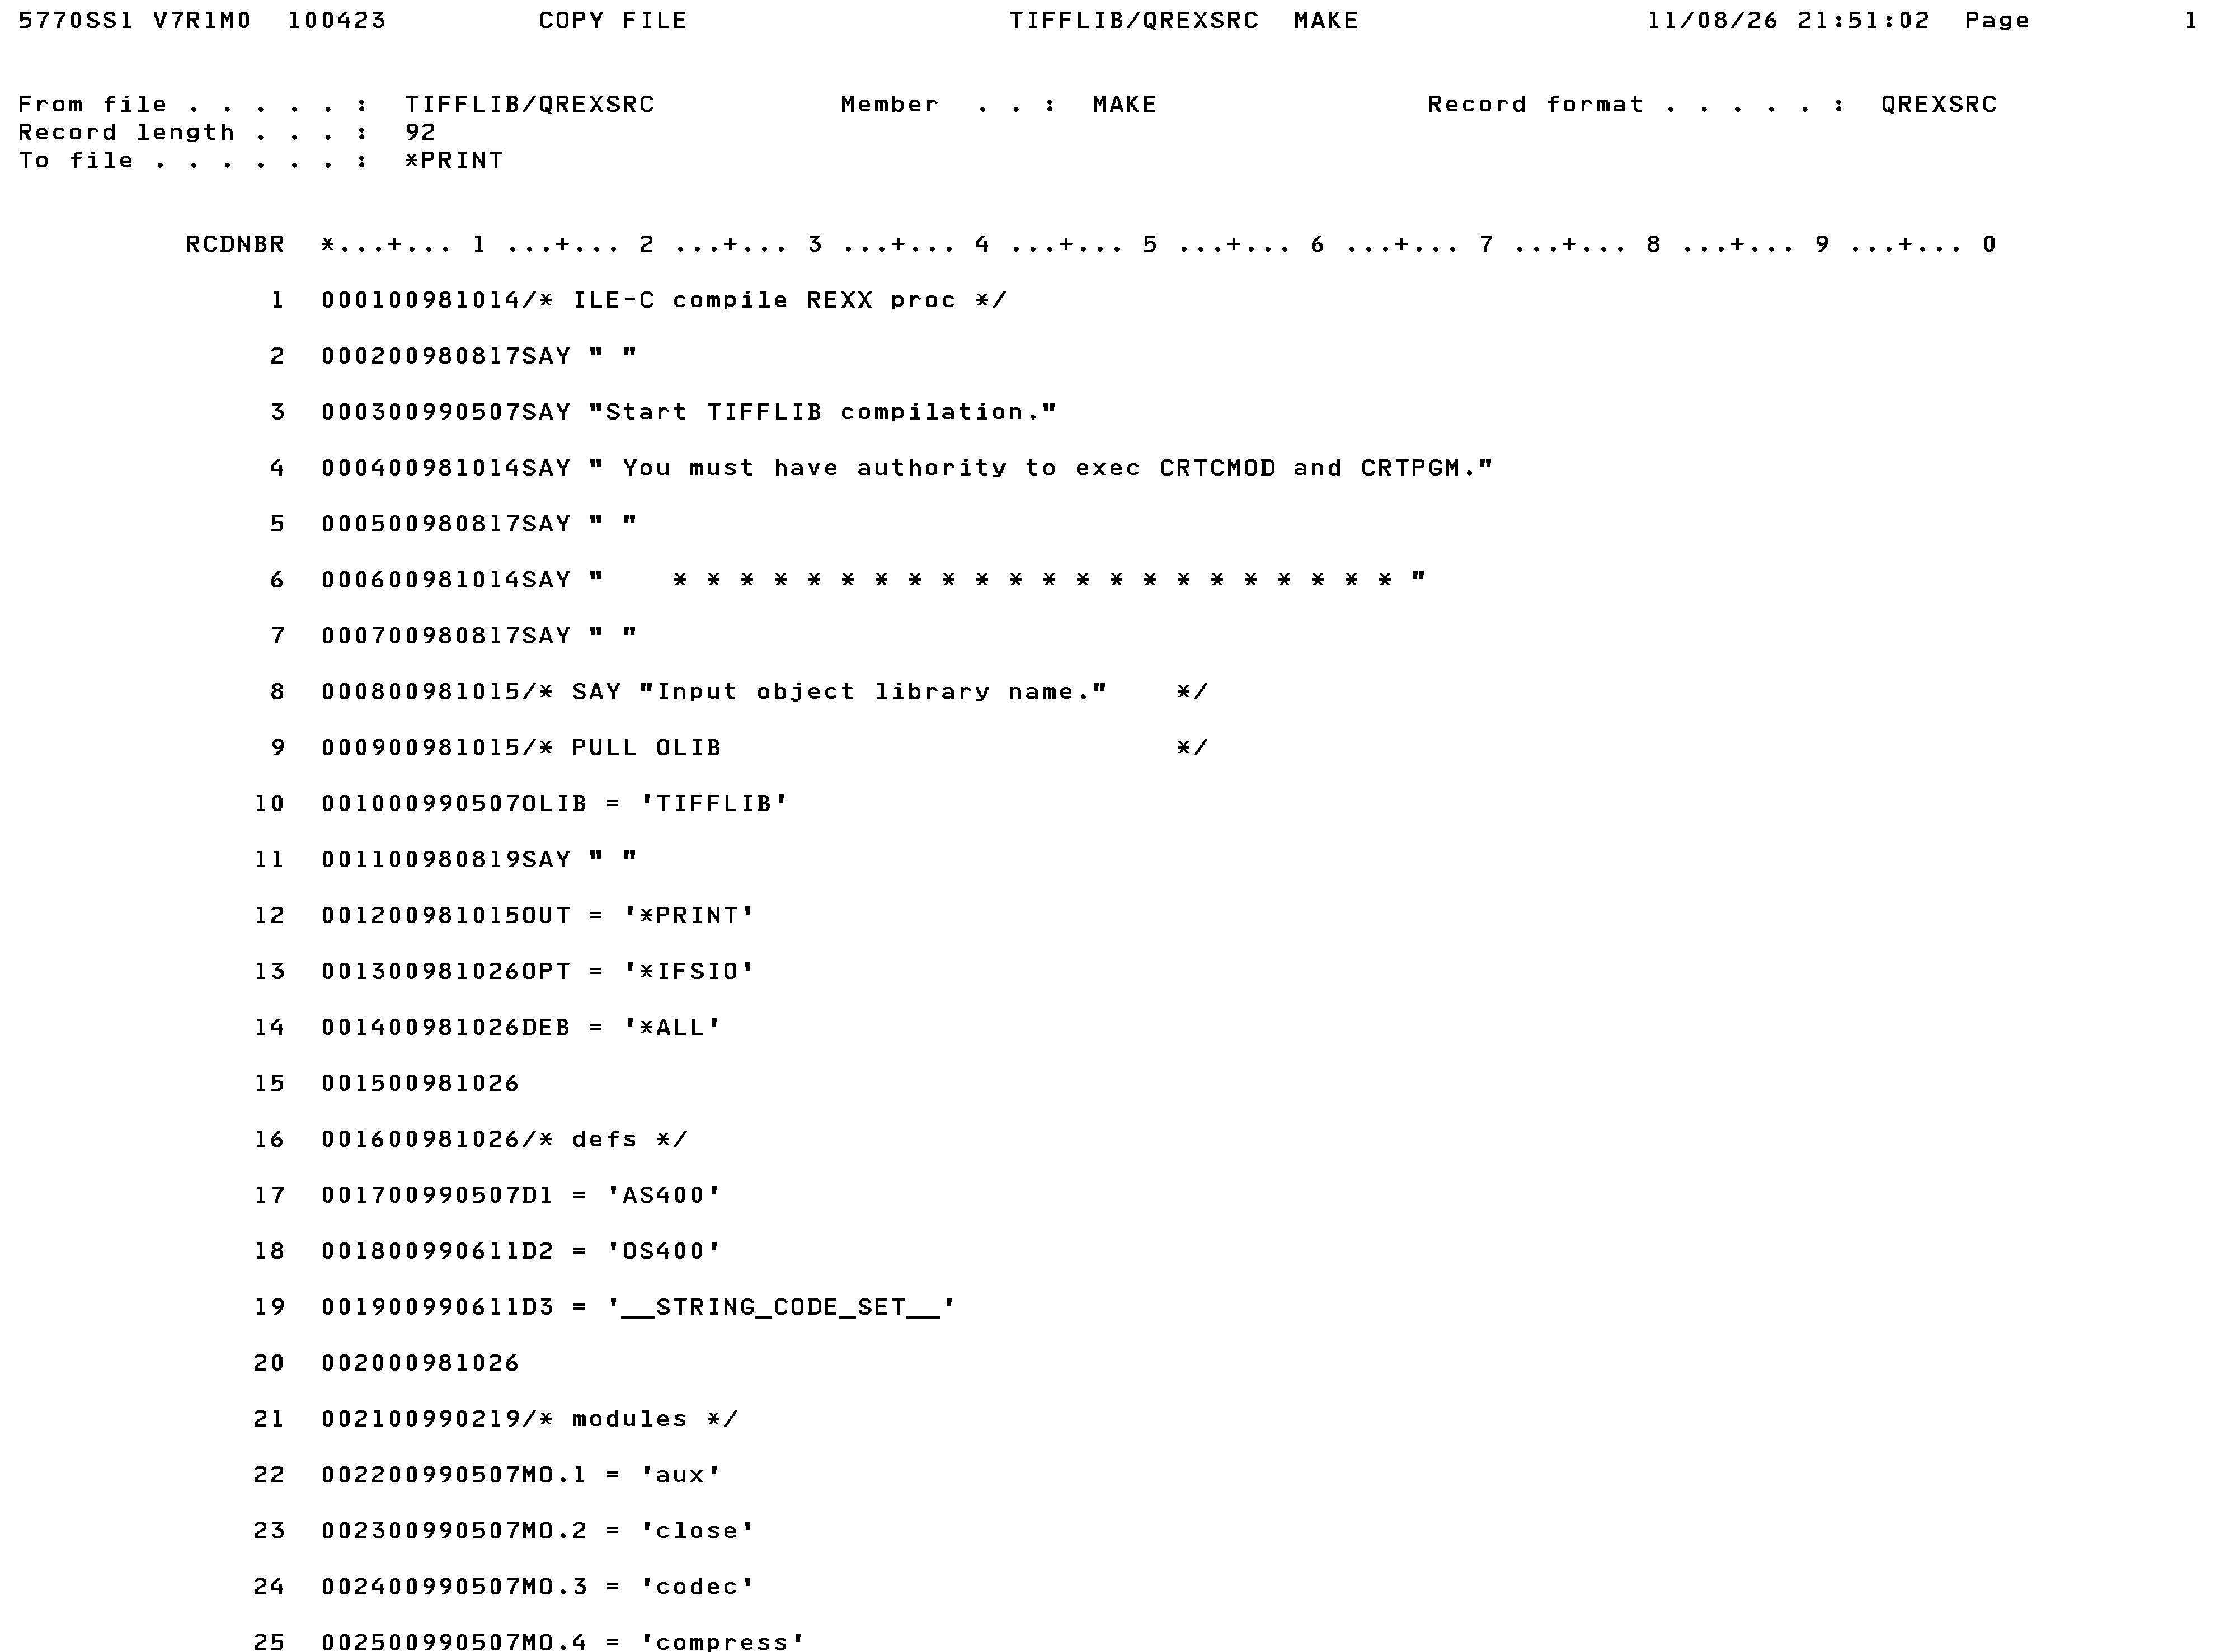 5770SS1 V7R1M0  100423         COPY FILE                   TIFFLIB/QREXSRC  MAKE                 11/08/26 21:51:02  Page         1
From file . . . . . :  TIFFLIB/QREXSRC           Member  . . :  MAKE                Record format . . . . . :  QREXSRC
Record length . . . :  92
To file . . . . . . :  *PRINT
RCDNBR  *...+... 1 ...+... 2 ...+... 3 ...+... 4 ...+... 5 ...+... 6 ...+... 7 ...+... 8 ...+... 9 ...+... 0
1  000100981014/* ILE-C compile REXX proc */
2  000200980817SAY " "
3  000300990507SAY "Start TIFFLIB compilation."
4  000400981014SAY " You must have authority to exec CRTCMOD and CRTPGM."
5  000500980817SAY " "
6  000600981014SAY "    * * * * * * * * * * * * * * * * * * * * * * "
7  000700980817SAY " "
8  000800981015/* SAY "Input object library name."    */
9  000900981015/* PULL OLIB                           */
10  001000990507OLIB = 'TIFFLIB'
11  001100980819SAY " "
12  001200981015OUT = '*PRINT'
13  001300981026OPT = '*IFSIO'
14  001400981026DEB = '*ALL'
15  001500981026
16  001600981026/* defs */
17  001700990507D1 = 'AS400'
18  001800990611D2 = 'OS400'
19  001900990611D3 = '__STRING_CODE_SET__'
20  002000981026
21  002100990219/* modules */
22  002200990507MO.1 = 'aux'
23  002300990507MO.2 = 'close'
24  002400990507MO.3 = 'codec'
25  002500990507MO.4 = 'compress'